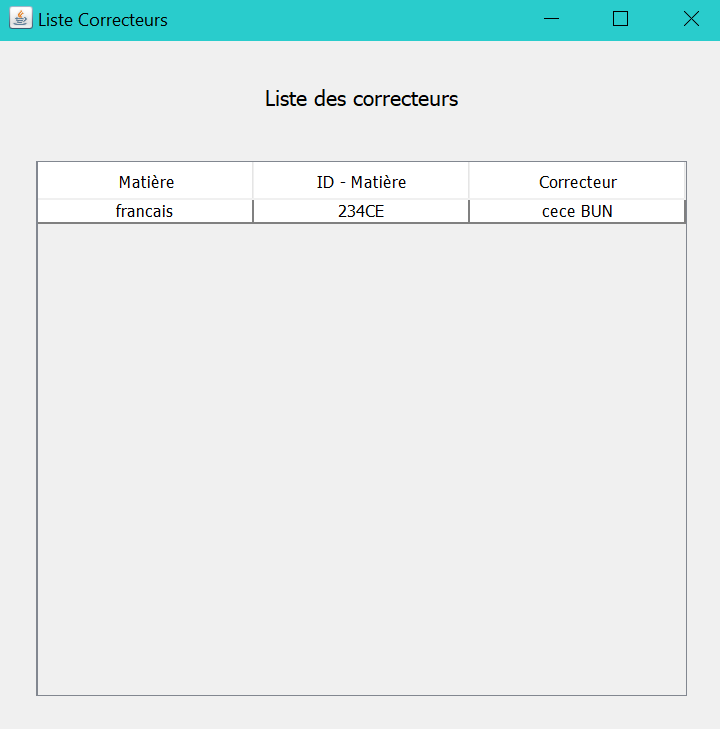 Liste Correcteurs
Liste des correcteurs
Matière ID - Matière Correcteur
francais 234CE cece BUN